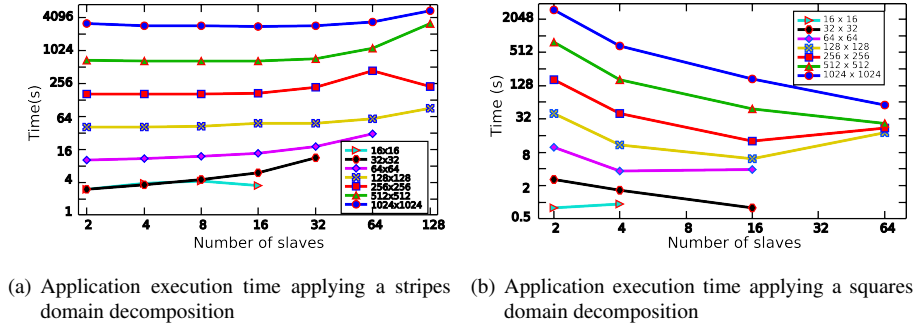 4096
1024
256
64
16
4
1
Time(s)
2
4
8
16
32
64
128
Number of slaves
16x16
32x32
64x64
128x128
256x256
512x512
1024x1024
2048
512
128
32
8
2
0.5
Time (s)
2
4
8
16
32
64
Number of slaves
16 x 16
32 x 32
64 x 64
128 x 128
256 x 256
512 x 512
1024 x 1024
(a) Application execution time applying a stripes
domain decomposition
(b) Application execution time applying a squares
domain decomposition